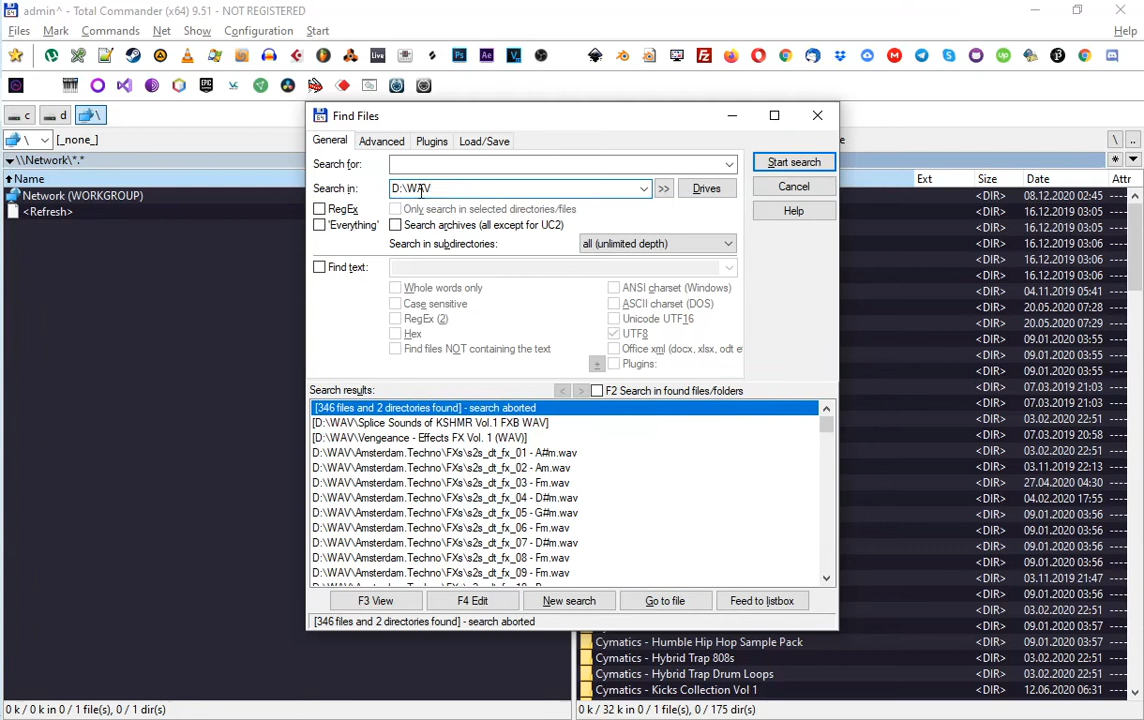 admin^ - Total Commander (x64) 9.51 - NOT REGISTERED
Files Mark Commands Net Show Configuration Start Help
c d \
\ [_none_] \ ..
\\Network\*.* * 
Name Ext Size Date Attr
Network (WORKGROUP) <DIR> 08.12.2020 02:45 ----
<Refresh> <DIR> 16.12.2019 03:05 ----
<DIR> 16.12.2019 03:05 ----
<DIR> 16.12.2019 03:06 ----
<DIR> 16.12.2019 03:06 ----
<DIR> 16.12.2019 03:06 ----
<DIR> 04.11.2019 05:41 ----
<DIR> 20.05.2020 07:28 ----
<DIR> 20.05.2020 07:29 ----
<DIR> 09.01.2020 03:55 ----
<DIR> 09.01.2020 03:55 ----
<DIR> 09.01.2020 03:55 ----
<DIR> 07.03.2019 21:03 ----
<DIR> 07.03.2019 21:03 ----
<DIR> 03.02.2020 22:51 ----
<DIR> 07.03.2019 20:58 ----
<DIR> 03.02.2020 22:51 ----
<DIR> 03.11.2019 22:13 ----
<DIR> 27.04.2020 04:30 ----
<DIR> 04.02.2020 17:55 ----
<DIR> 09.01.2020 03:56 ----
<DIR> 09.01.2020 03:56 ----
<DIR> 09.01.2020 03:56 ----
<DIR> 09.01.2020 03:56 ----
<DIR> 03.11.2019 21:47 ----
<DIR> 09.01.2020 03:56 ----
<DIR> 03.02.2020 22:51 ----
<DIR> 09.01.2020 03:57 ----
Cymatics - Humble Hip Hop Sample Pack <DIR> 09.01.2020 03:57 ----
Cymatics - Hybrid Trap 808s <DIR> 03.02.2020 22:51 ----
Cymatics - Hybrid Trap Drum Loops <DIR> 03.02.2020 22:51 ----
Cymatics - Kicks Collection Vol 1 <DIR> 12.06.2020 06:31 ----
0 k / 0 k in 0 / 1 file(s), 0 / 1 dir(s)
0 k / 32 k in 0 / 1 file(s), 0 / 175 dir(s)
Find Files
General Advanced Plugins Load/Save
Search for: Start search
Search in: D:\WAV >> Drives Cancel
RegEx Only search in selected directories/files Help
'Everything' Search archives (all except for UC2)
Search in subdirectories: all (unlimited depth)
Find text:
Whole words only ANSI charset (Windows)
Case sensitive ASCII charset (DOS)
RegEx (2) Unicode UTF16
Hex UTF8
Find files NOT containing the text Office xml (docx, xlsx, odt e
± Plugins:
Search results: < > F2 Search in found files/folders
[346 files and 2 directories found] - search aborted
[D:\WAV\Splice Sounds of KSHMR Vol.1 FXB WAV]
[D:\WAV\Vengeance - Effects FX Vol. 1 (WAV)]
D:\WAV\Amsterdam.Techno\FXs\s2s_dt_fx_01 - A#m.wav
D:\WAV\Amsterdam.Techno\FXs\s2s_dt_fx_02 - Am.wav
D:\WAV\Amsterdam.Techno\FXs\s2s_dt_fx_03 - Fm.wav
D:\WAV\Amsterdam.Techno\FXs\s2s_dt_fx_04 - D#m.wav
D:\WAV\Amsterdam.Techno\FXs\s2s_dt_fx_05 - G#m.wav
D:\WAV\Amsterdam.Techno\FXs\s2s_dt_fx_06 - Fm.wav
D:\WAV\Amsterdam.Techno\FXs\s2s_dt_fx_07 - D#m.wav
D:\WAV\Amsterdam.Techno\FXs\s2s_dt_fx_08 - Fm.wav
D:\WAV\Amsterdam.Techno\FXs\s2s_dt_fx_09 - Fm.wav
F3 View F4 Edit New search Go to file Feed to listbox
[346 files and 2 directories found] - search aborted